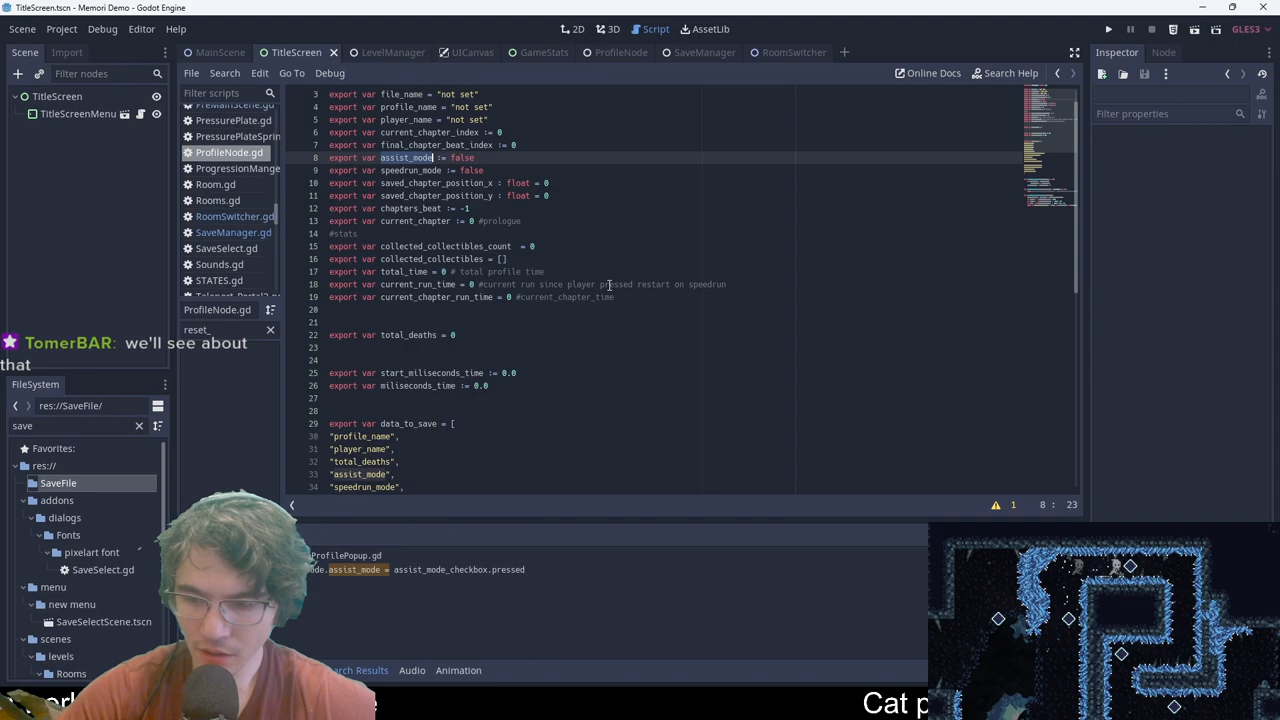 TitleScreen.tscn - Memori Demo - Godot Engine
Scene Project Debug Editor Help
2D 3D Script AssetLib
GLES3
Scene Import
MainScene TitleScreen LevelManager UICanvas GameStats ProfileNode SaveManager RoomSwitcher
Inspector Node
Filter nodes
File Search Edit Go To Debug
Online Docs Search Help
TitleScreen
TitleScreenMenu
Filter scripts
Filter properties
PreMainScene.gd
PressurePlate.gd
PressurePlateSprin
ProfileNode.gd
ProgressionMange
Room.gd
Rooms.gd
RoomSwitcher.gd
SaveManager.gd
SaveSelect.gd
Sounds.gd
STATES.gd
Teleport_Portal2.gd
ProfileNode.gd
reset_
3 export var file_name = "not set"
4 export var profile_name = "not set"
5 export var player_name = "not set"
6 export var current_chapter_index := 0
7 export var final_chapter_beat_index := 0
8 export var assist_mode := false
9 export var speedrun_mode := false
10 export var saved_chapter_position_x : float = 0
11 export var saved_chapter_position_y : float = 0
12 export var chapters_beat := -1
13 export var current_chapter := 0 #prologue
14 #stats
15 export var collected_collectibles_count = 0
16 export var collected_collectibles = []
17 export var total_time = 0 # total profile time
18 export var current_run_time = 0 #current run since player pressed restart on speedrun
19 export var current_chapter_run_time = 0 #current_chapter_time
20
21
22 export var total_deaths = 0
23
24
25 export var start_miliseconds_time := 0.0
26 export var miliseconds_time := 0.0
27
28
29 export var data_to_save = [
30 "profile_name",
31 "player_name",
32 "total_deaths",
33 "assist_mode",
34 "speedrun_mode",
1 8 : 23
TomerBAR: we'll see about
that
FileSystem
res://SaveFile/
save
Favorites:
res://
SaveFile
addons
dialogs
Fonts
pixelart font
SaveSelect.gd
menu
new menu
SaveSelectScene.tscn
scenes
levels
Rooms
ProfilePopup.gd
de.assist_mode = assist_mode_checkbox.pressed
arch Results Audio Animation
Cat p